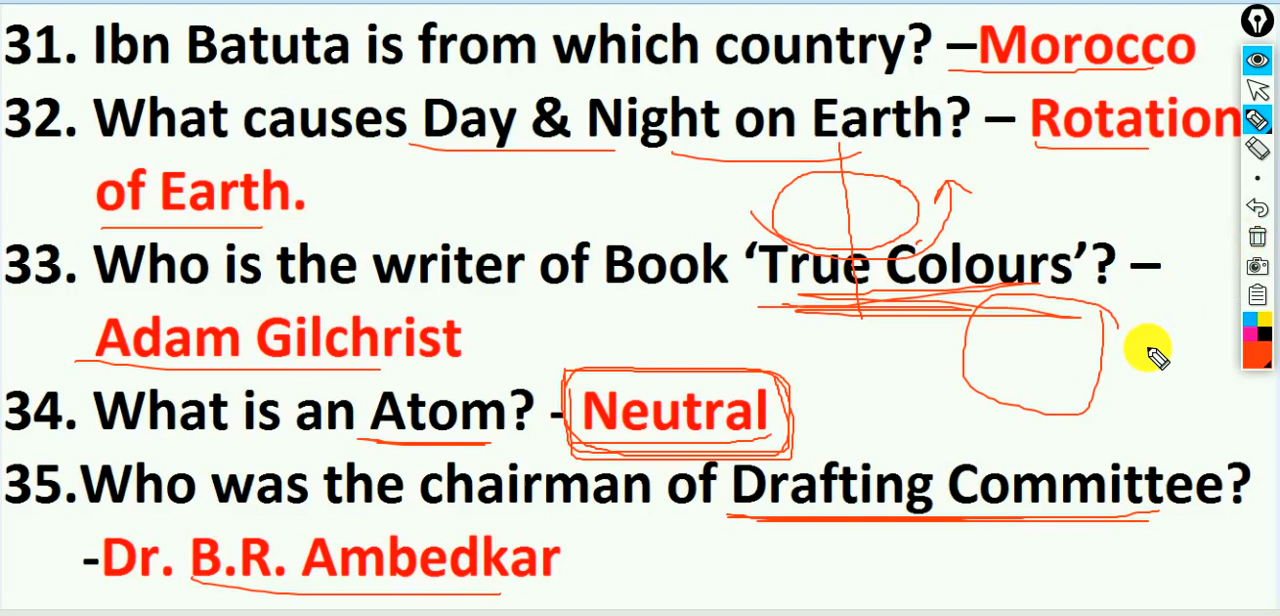 31. Ibn Batuta is from which country? –Morocco
32. What causes Day & Night on Earth? – Rotation
of Earth.
33. Who is the writer of Book ‘True Colours’? –
Adam Gilchrist
34. What is an Atom? - Neutral
35.Who was the chairman of Drafting Committee?
-Dr. B.R. Ambedkar